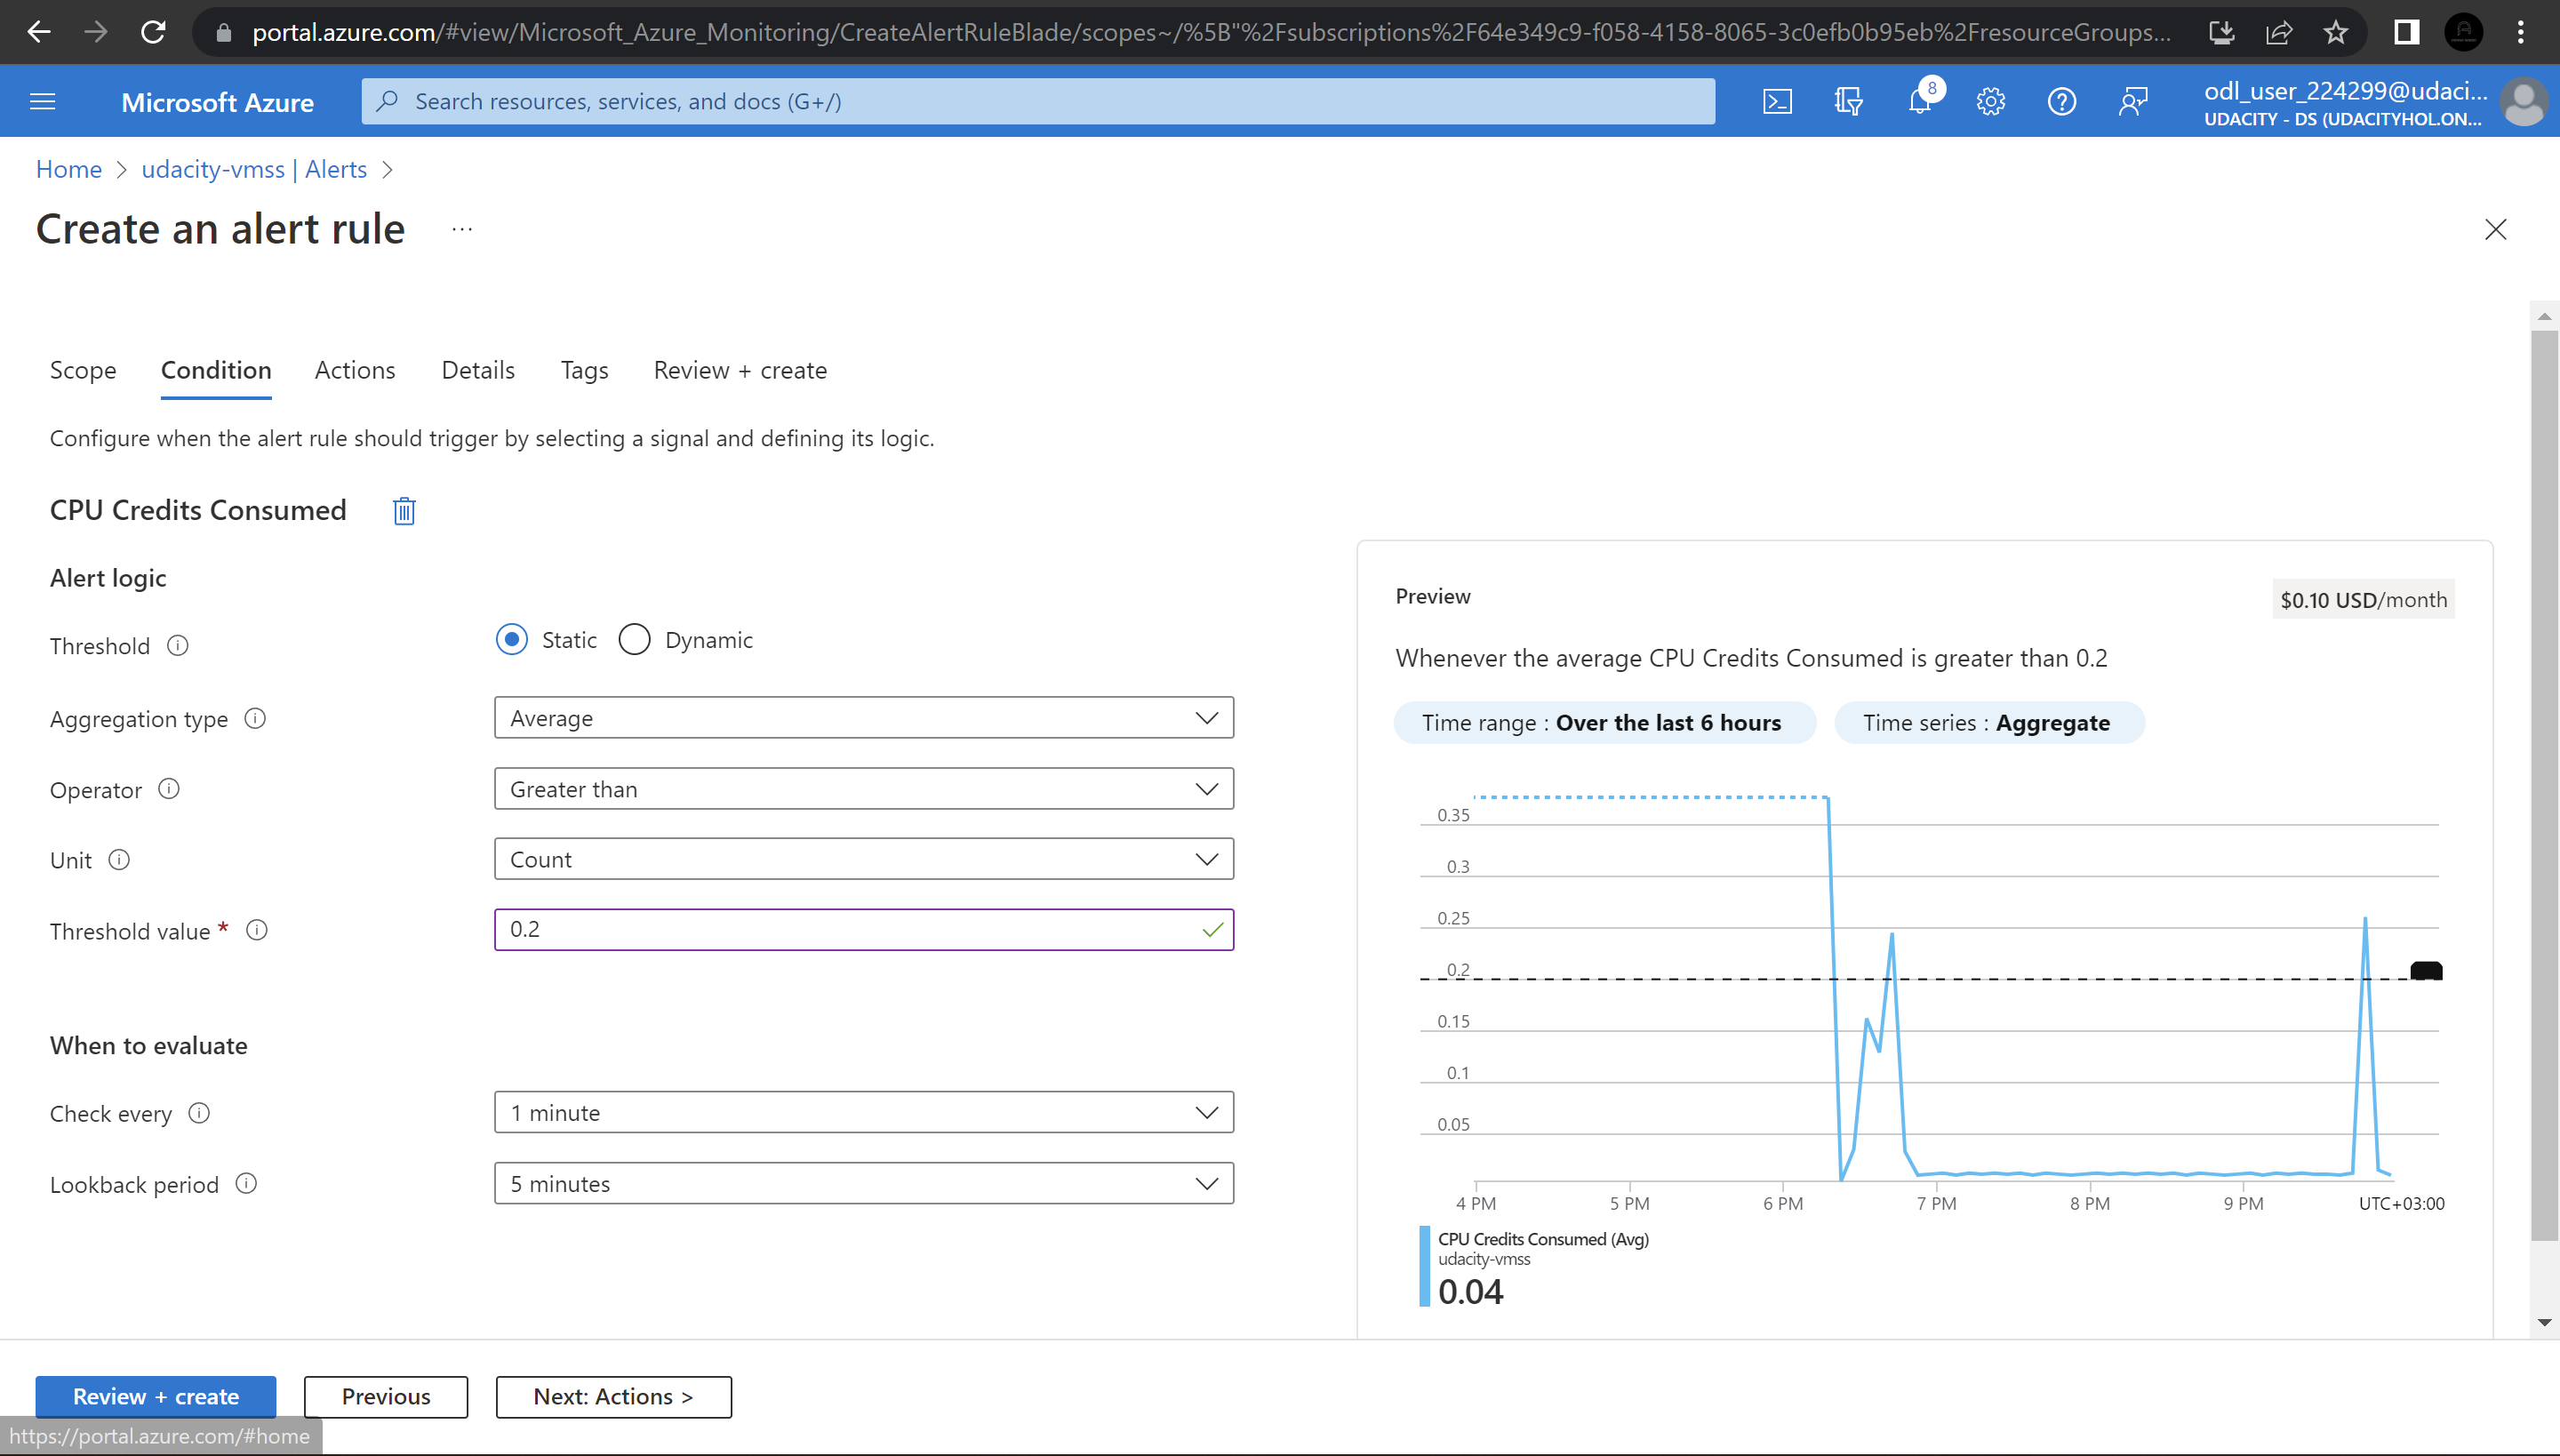 portal.azure.com/#view/Microsoft_Azure_Monitoring/CreateAlertRuleBlade/scopes~/%5B"%2Fsubscriptions%2F64e349c9-f058-4158-8065-3c0efb0b95eb%2FresourceGroups...
Microsoft Azure
Search resources, services, and docs (G+/)
8
odl_user_224299@udaci...
UDACITY - DS (UDACITYHOL.ON...
Home > udacity-vmss | Alerts >
Create an alert rule ...
Scope Condition Actions Details Tags Review + create
Configure when the alert rule should trigger by selecting a signal and defining its logic.
CPU Credits Consumed
Alert logic
Threshold Static Dynamic
Aggregation type Average
Operator Greater than
Unit Count
Threshold value * 0.2
When to evaluate
Check every 1 minute
Lookback period 5 minutes
Preview
$0.10 USD/month
Whenever the average CPU Credits Consumed is greater than 0.2
Time range : Over the last 6 hours Time series : Aggregate
0.35
0.3
0.25
0.2
0.15
0.1
0.05
4 PM 5 PM 6 PM 7 PM 8 PM 9 PM UTC+03:00
CPU Credits Consumed (Avg)
udacity-vmss
0.04
Review + create Previous Next: Actions >
https://portal.azure.com/#home